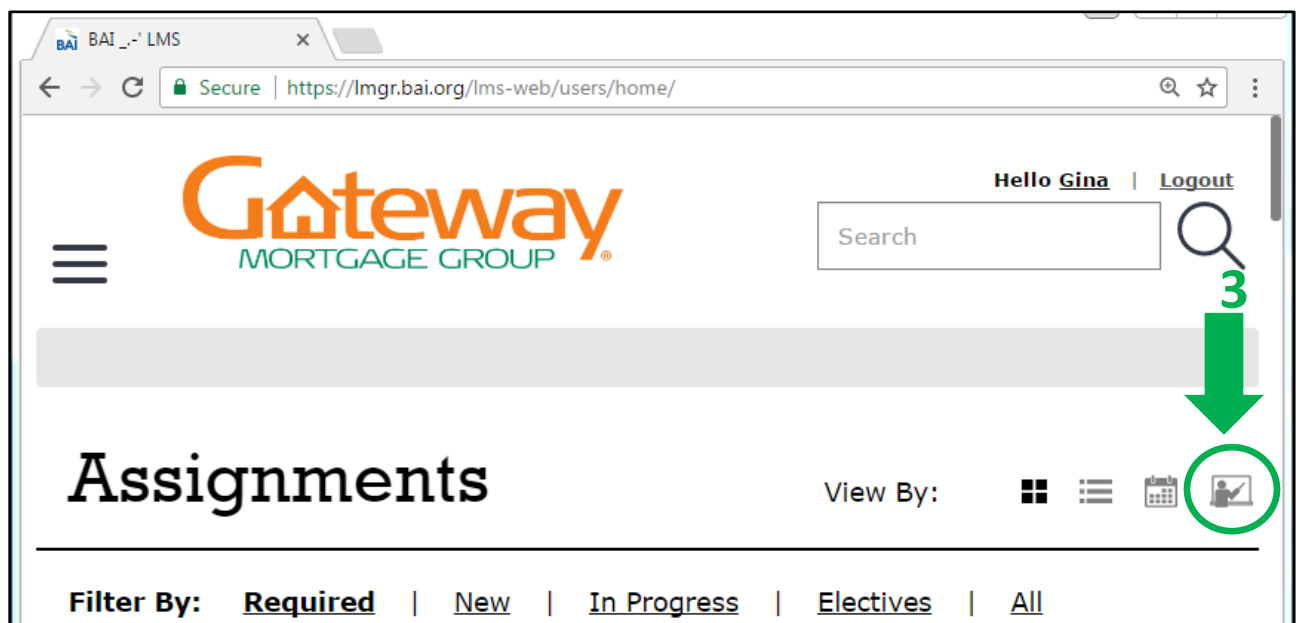 BAI BAI _.-' LMS
Secure | https://lmgr.bai.org/lms-web/users/home/
Hello Gina | Logout
Gateway
MORTGAGE GROUP ®
Search
3
Assignments
View By:
Filter By: Required | New | In Progress | Electives | All